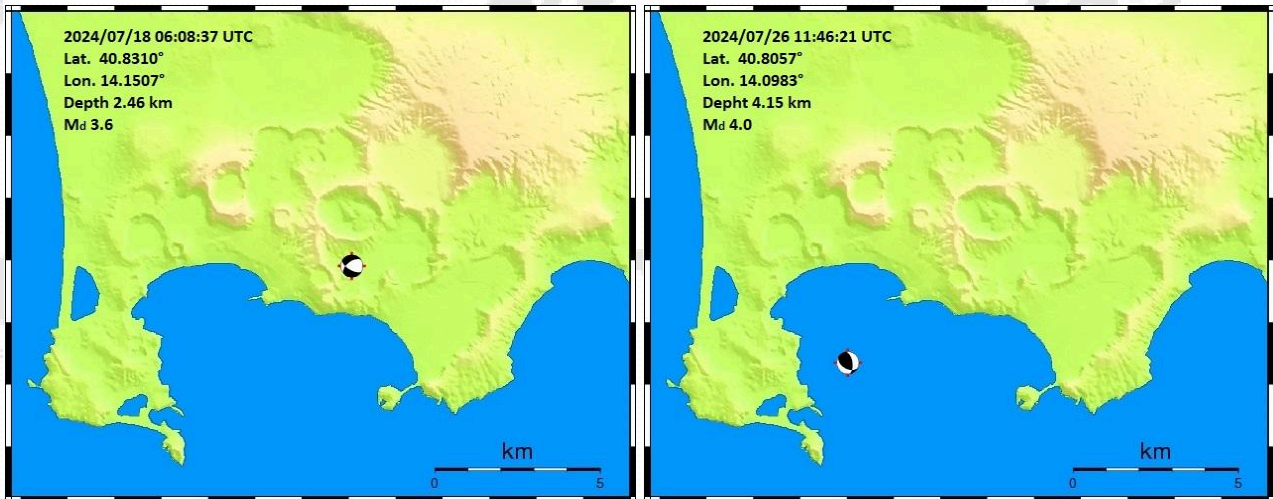 2024/07/18 06:08:37 UTC
Lat. 40.8310°
Lon. 14.1507°
Depth 2.46 km
Md 3.6
km
0 5
2024/07/26 11:46:21 UTC
Lat. 40.8057°
Lon. 14.0983°
Depht 4.15 km
Md 4.0
km
0 5